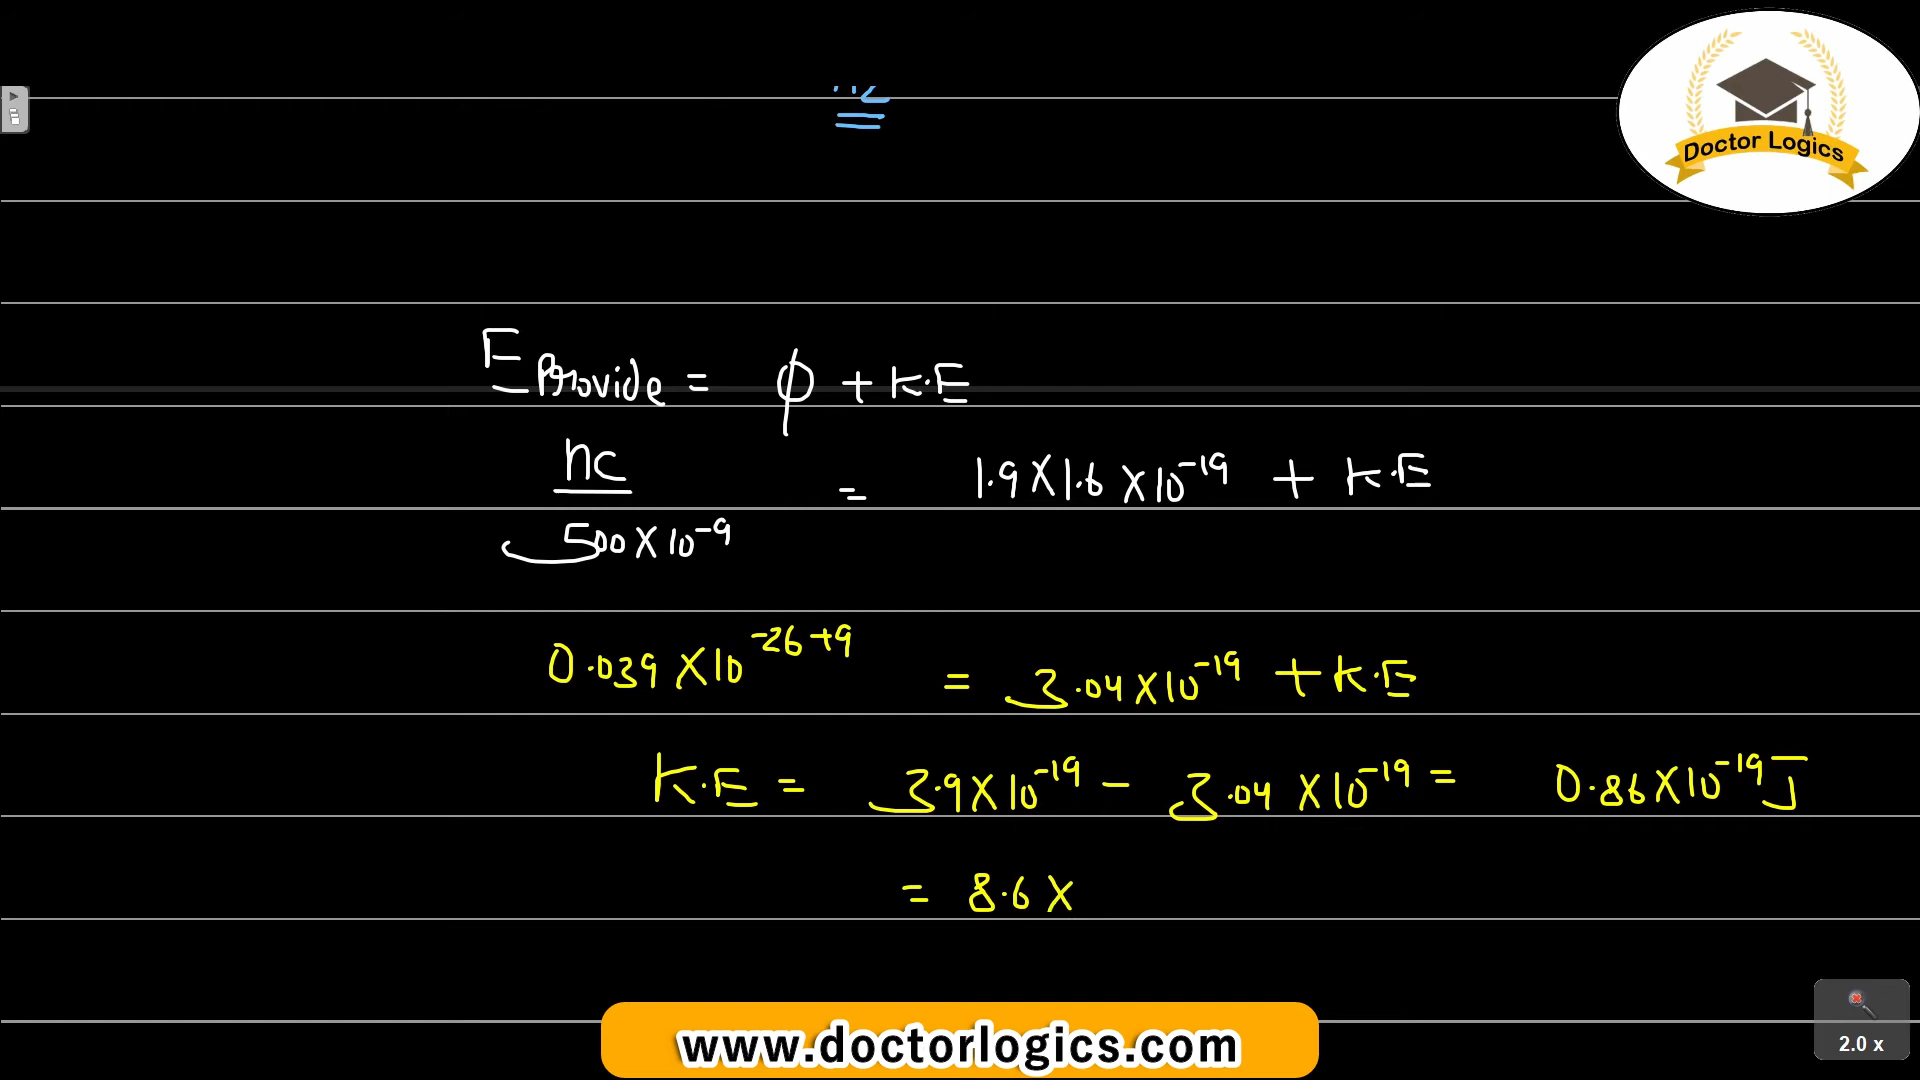 Doctor Logics
E Provide = ϕ + K.E
hc / 500 × 10⁻⁹ = 1.9 × 1.6 × 10⁻¹⁹ + K.E
0.039 × 10⁻²⁶⁺⁹ = 3.04 × 10⁻¹⁹ + K.E
K.E = 3.9 × 10⁻¹⁹ − 3.04 × 10⁻¹⁹ = 0.86 × 10⁻¹⁹ J
= 8.6 ×
www.doctorlogics.com
2.0 x